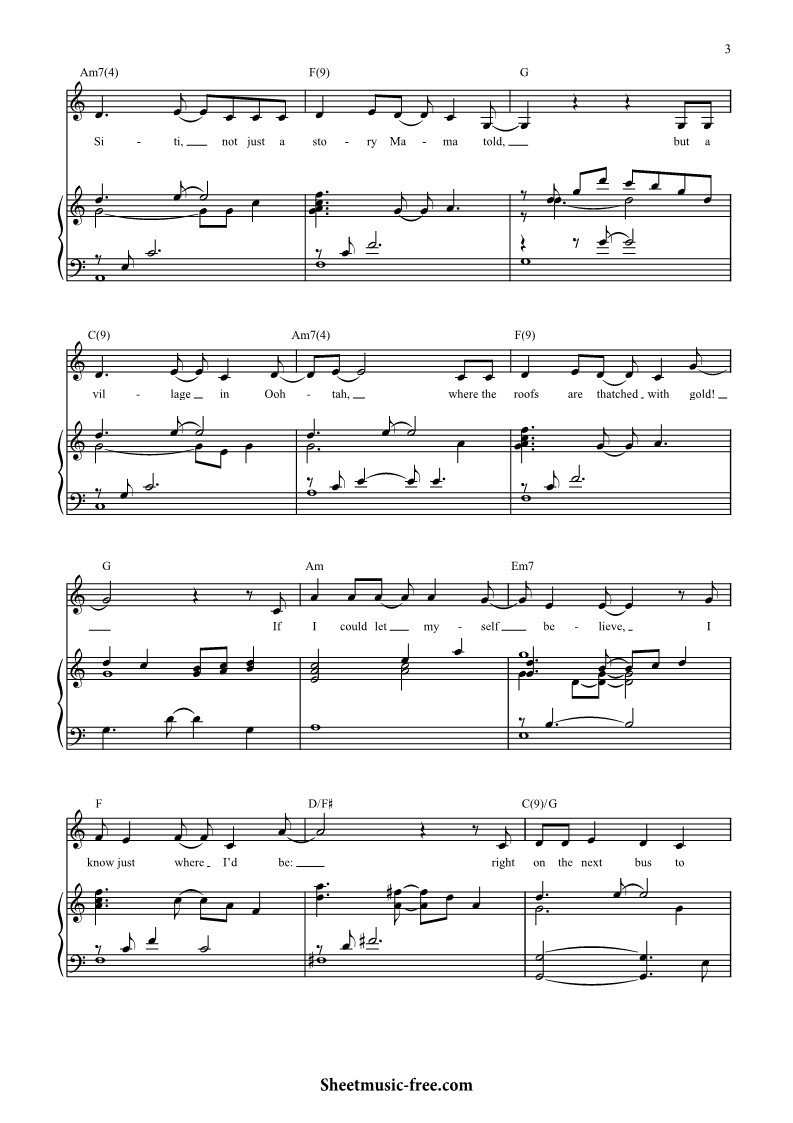 3
Am7(4) F(9) G
Si - ti, not just a sto - ry Ma - ma told, but a
C(9) Am7(4) F(9)
vil - lage in Ooh - tah, where the roofs are thatched with gold!
G Am Em7
If I could let my - self be - lieve, I
F D/F♯ C(9)/G
know just where I'd be: right on the next bus to
Sheetmusic-free.com